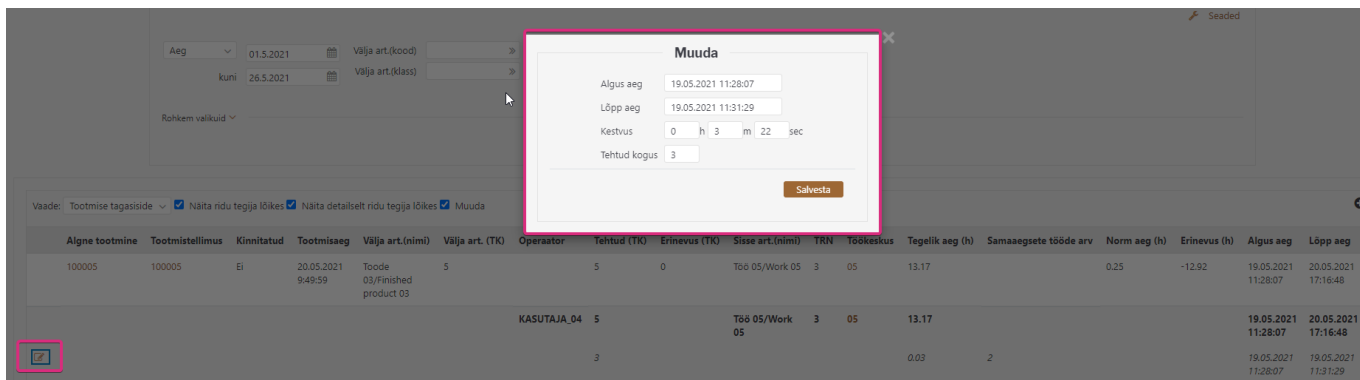 Seaded
Aeg 01.5.2021 Välja art.(kood)
kuni 26.5.2021 Välja art.(klass)
Rohkem valikuid
Muuda
Algus aeg 19.05.2021 11:28:07
Lõpp aeg 19.05.2021 11:31:29
Kestvus 0 h 3 m 22 sec
Tehtud kogus 3
Salvesta
Vaade: Tootmise tagasiside Näita ridu tegija lõikes Näita detailselt ridu tegija lõikes Muuda
Algne tootmine Tootmistellimus Kinnitatud Tootmisaeg Välja art.(nimi) Välja art. (TK) Operaator Tehtud (TK) Erinevus (TK) Sisse art.(nimi) TRN Töökeskus Tegelik aeg (h) Samaaegsete tööde arv Norm aeg (h) Erinevus (h) Algus aeg Lõpp aeg
100005 100005 Ei 20.05.2021 Toode 5 5 0 Töö 05/Work 05 3 05 13.17 0.25 -12.92 19.05.2021 20.05.2021
9:49:59 03/Finished 11:28:07 17:16:48
product 03
KASUTAJA_04 5 Töö 05/Work 3 05 13.17 19.05.2021 20.05.2021
05 11:28:07 17:16:48
3 0.03 2 19.05.2021 19.05.2021
11:28:07 11:31:29